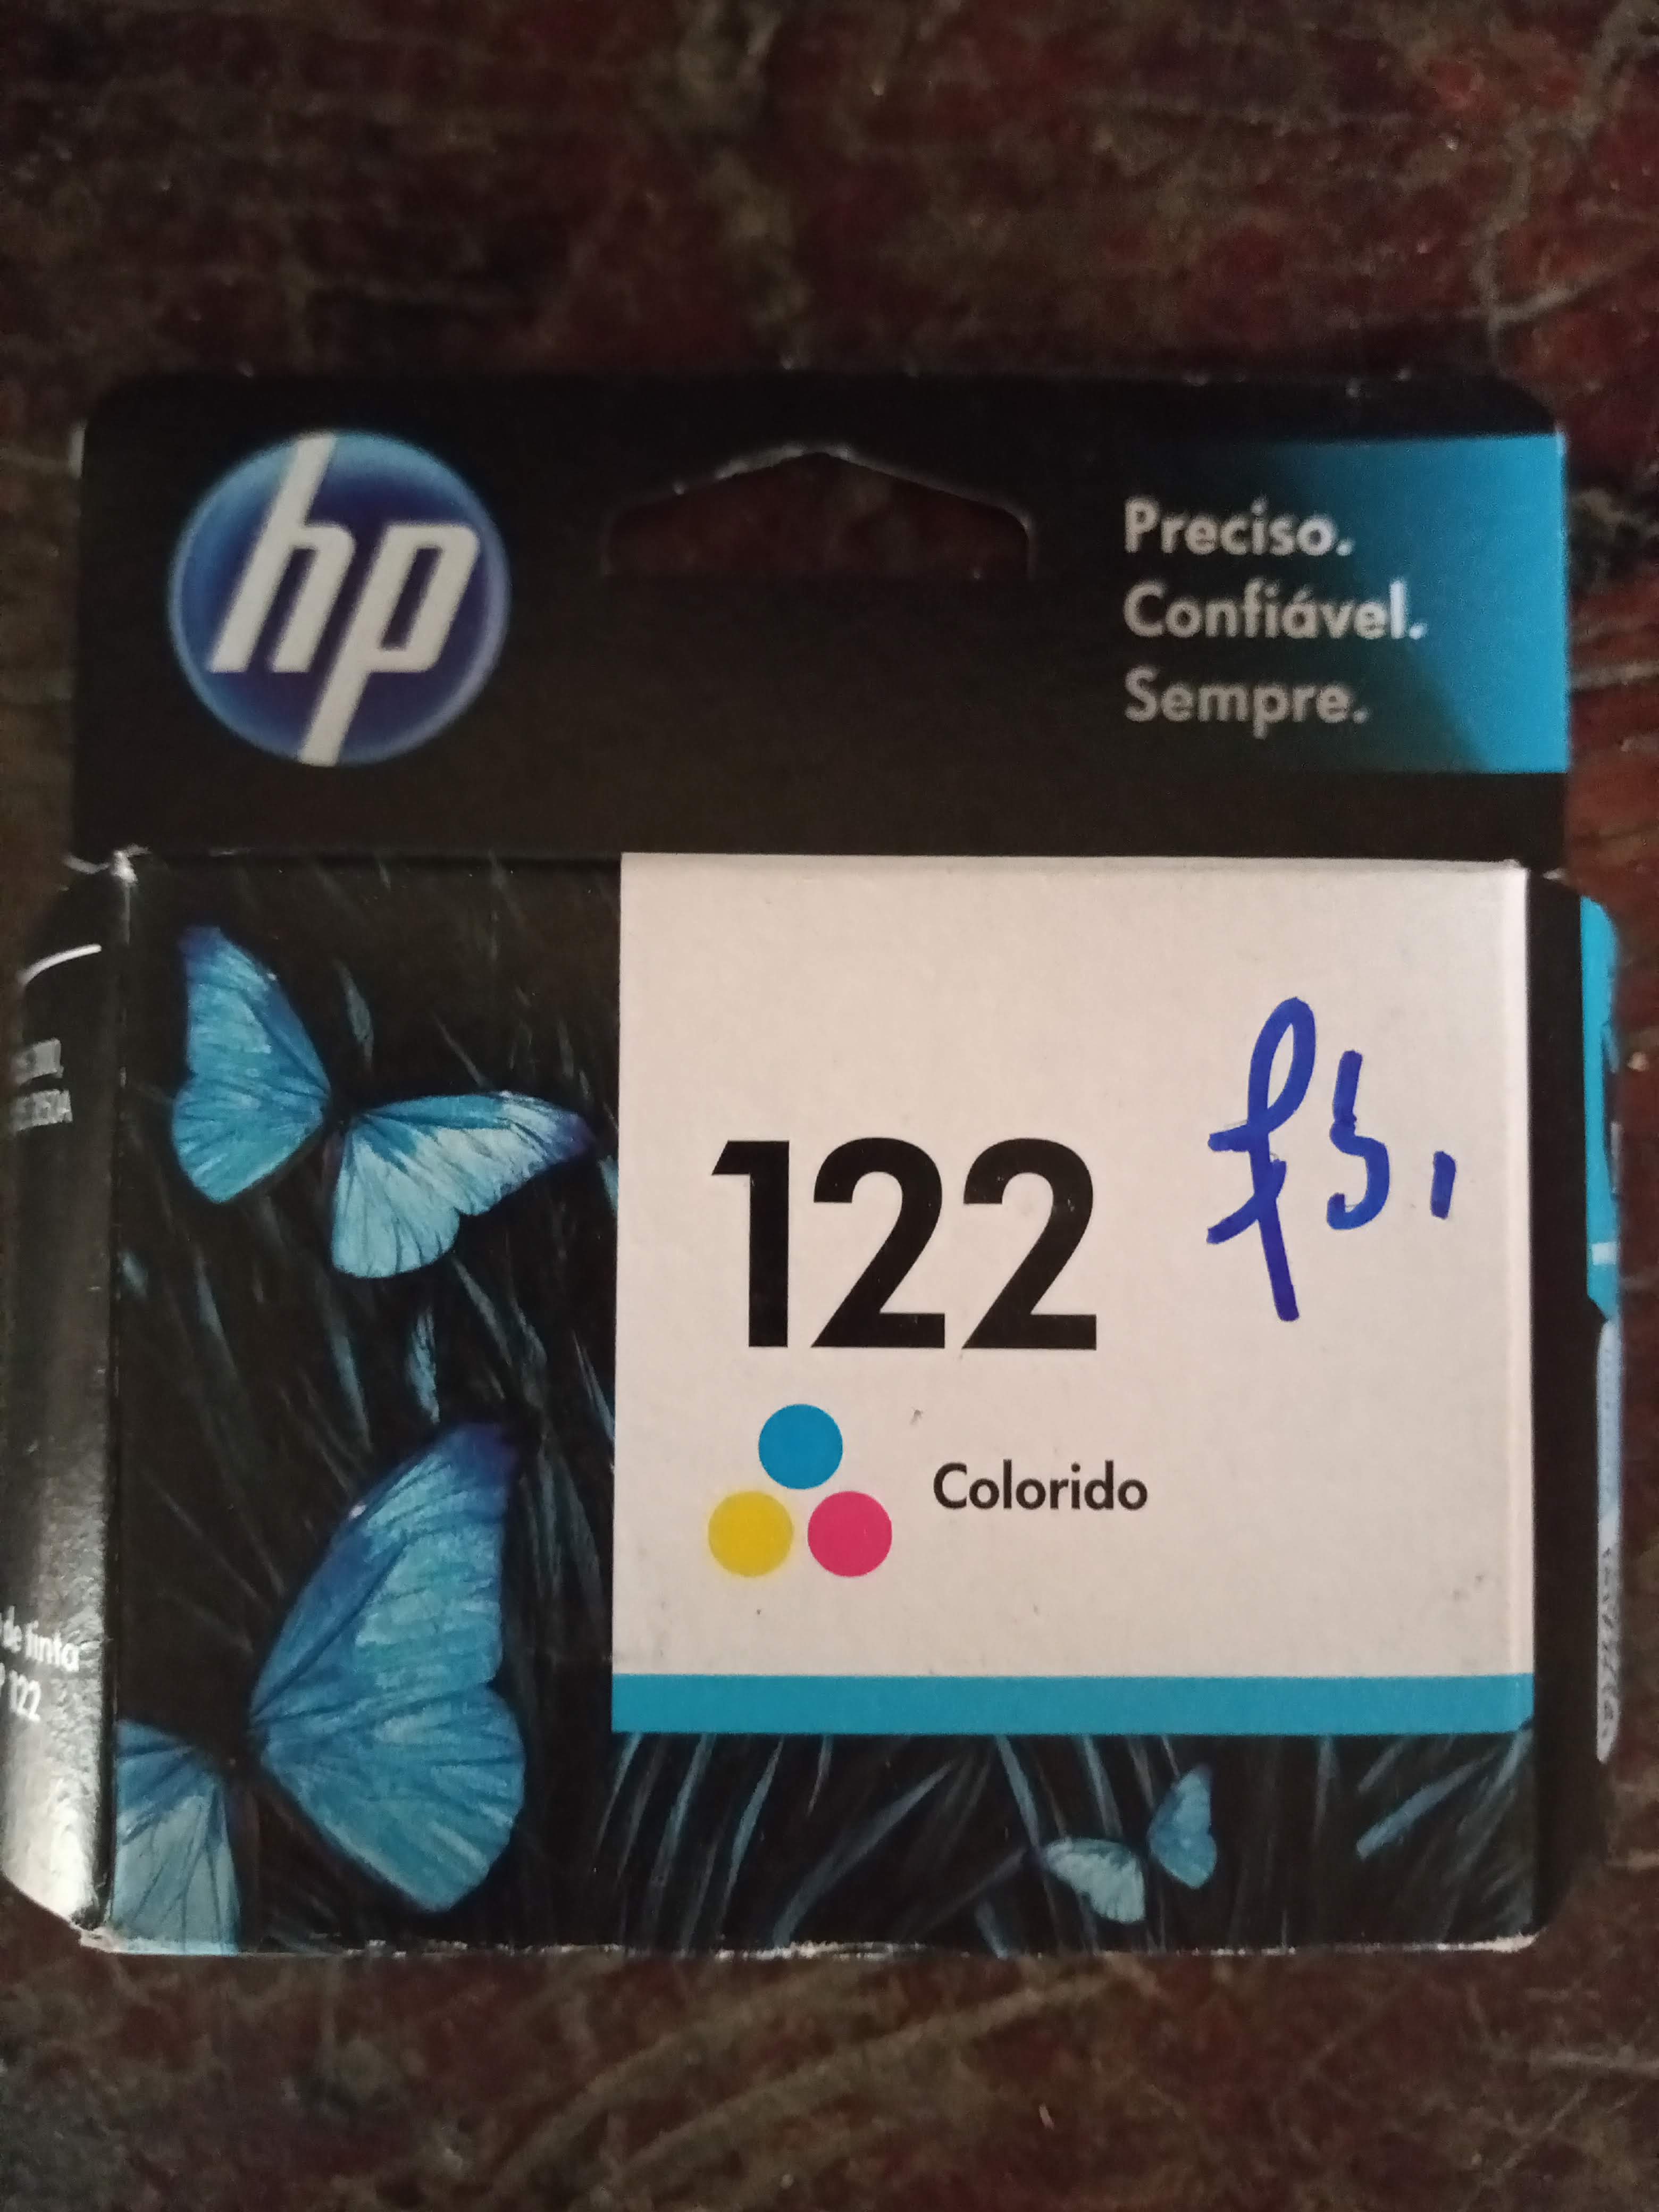 hp
Preciso.
Confiável.
Sempre.
122
Colorido
de tinta
122